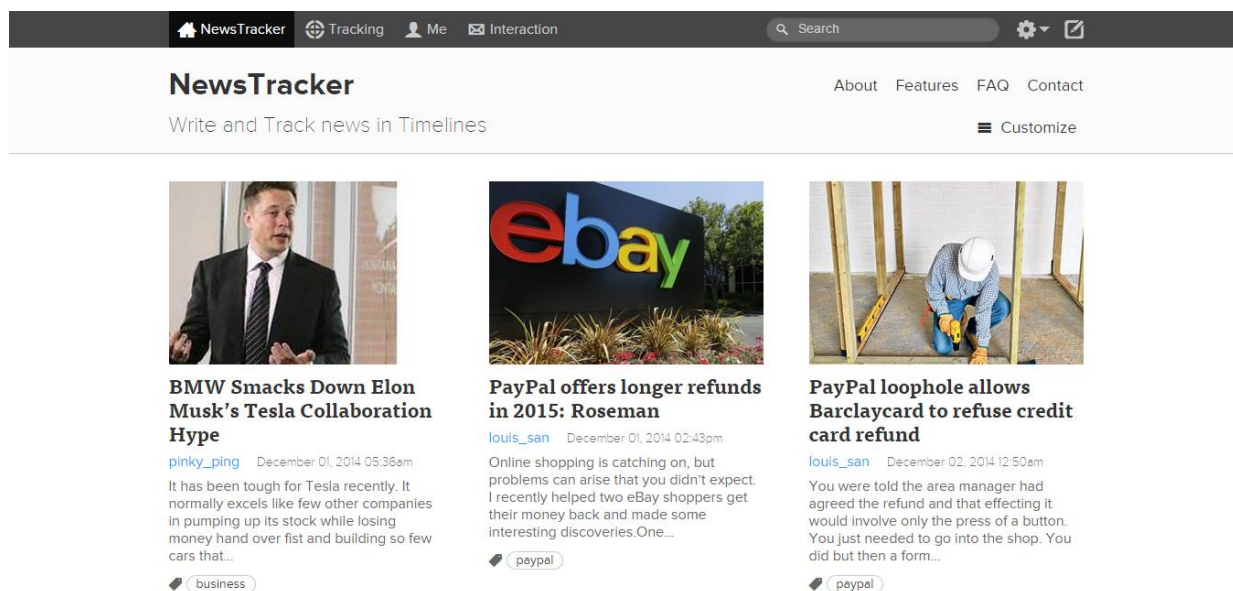 NewsTracker Tracking Me Interaction Search
NewsTracker
About Features FAQ Contact
Write and Track news in Timelines
Customize
ebay
BMW Smacks Down Elon
Musk's Tesla Collaboration
Hype
pinky_ping December 01, 2014 05:36am
It has been tough for Tesla recently. It
normally excels like few other companies
in pumping up its stock while losing
money hand over fist and building so few
cars that...
business
PayPal offers longer refunds
in 2015: Roseman
louis_san December 01, 2014 02:43pm
Online shopping is catching on, but
problems can arise that you didn't expect.
I recently helped two eBay shoppers get
their money back and made some
interesting discoveries.One...
paypal
PayPal loophole allows
Barclaycard to refuse credit
card refund
louis_san December 02, 2014 12:50am
You were told the area manager had
agreed the refund and that effecting it
would involve only the press of a button.
You just needed to go into the shop. You
did but then a form...
paypal